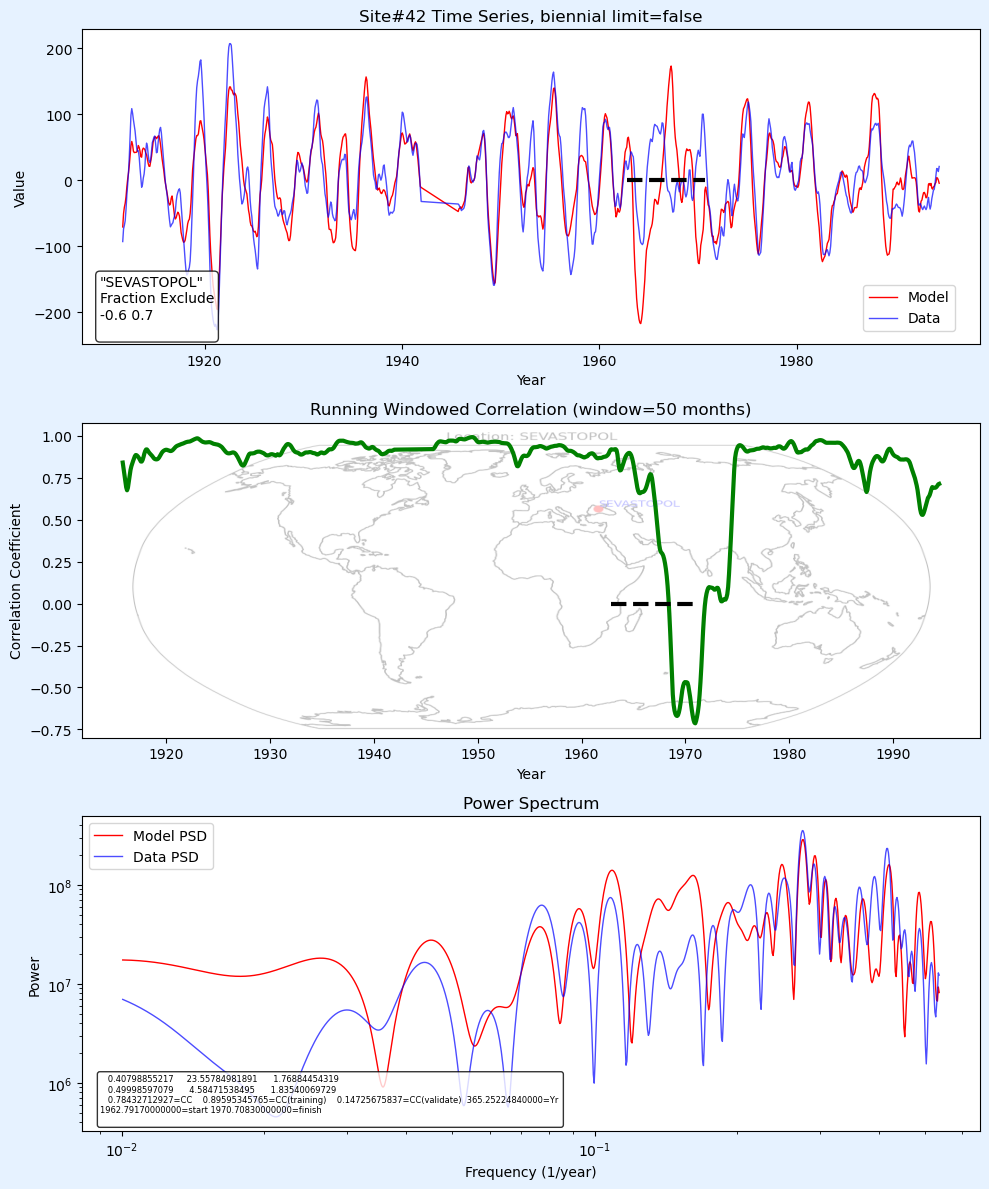 Site#42 Time Series, biennial limit=false
Value
200
100
0
−100
−200
"SEVASTOPOL"
Fraction Exclude
-0.6 0.7
Model
Data
1920 1940 1960 1980
Year
Running Windowed Correlation (window=50 months)
Location: SEVASTOPOL
SEVASTOPOL
Correlation Coefficient
1.00
0.75
0.50
0.25
0.00
−0.25
−0.50
−0.75
1920 1930 1940 1950 1960 1970 1980 1990
Year
Power Spectrum
Model PSD
Data PSD
Power
10^8
10^7
10^6
0.40798855217 23.55784981891 1.76884454319
0.49998597079 4.58471538495 1.83540069729
0.78432712927=CC 0.89595345765=CC(training) 0.14725675837=CC(validate) 365.25224840000=Yr
1962.79170000000=start 1970.70830000000=finish
10^−2 10^−1
Frequency (1/year)